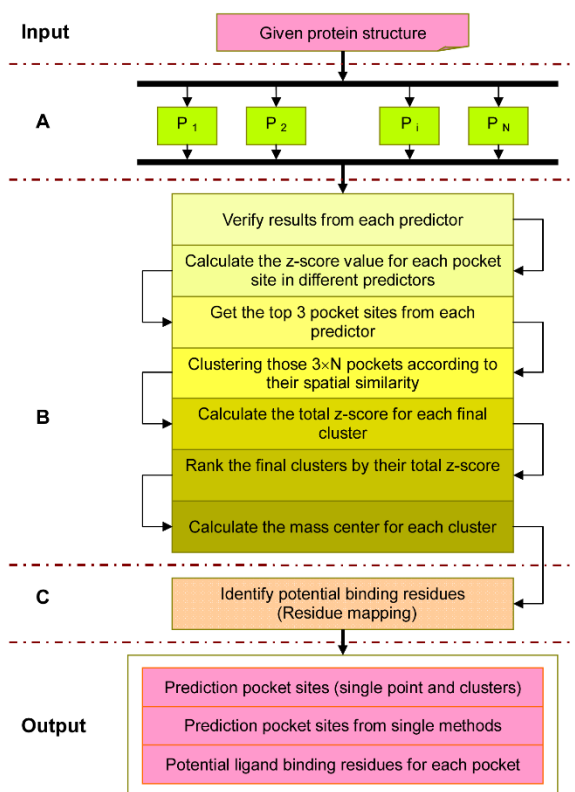 Input
Given protein structure
A
P 1
P 2
P i
P N
B
Verify results from each predictor
Calculate the z-score value for each pocket
site in different predictors
Get the top 3 pocket sites from each
predictor
Clustering those 3×N pockets according to
their spatial similarity
Calculate the total z-score for each final
cluster
Rank the final clusters by their total z-score
Calculate the mass center for each cluster
C
Identify potential binding residues
(Residue mapping)
Output
Prediction pocket sites (single point and clusters)
Prediction pocket sites from single methods
Potential ligand binding residues for each pocket